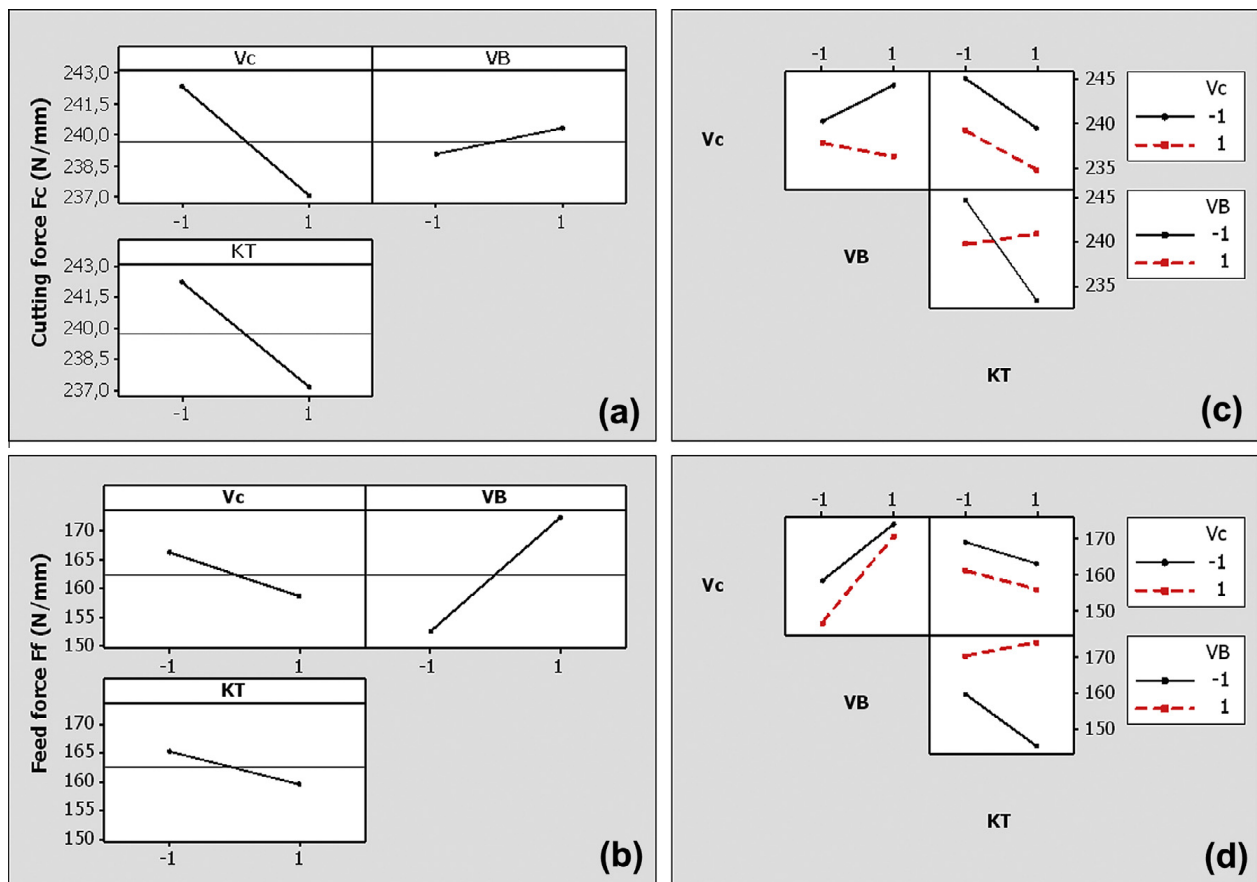 Cutting force Fc (N/mm)
Vc VB
243,0
241,5
240,0
238,5
237,0
-1 1 -1 1
KT
243,0
241,5
240,0
238,5
237,0
-1 1
(a)
-1 1 -1 1
Vc
245
240
235
Vc
-1
1
VB
245
240
235
VB
-1
1
KT
(c)
Feed force Ff (N/mm)
Vc VB
170
165
160
155
150
-1 1 -1 1
KT
170
165
160
155
150
-1 1
(b)
-1 1 -1 1
Vc
170
160
150
Vc
-1
1
VB
170
160
150
VB
-1
1
KT
(d)